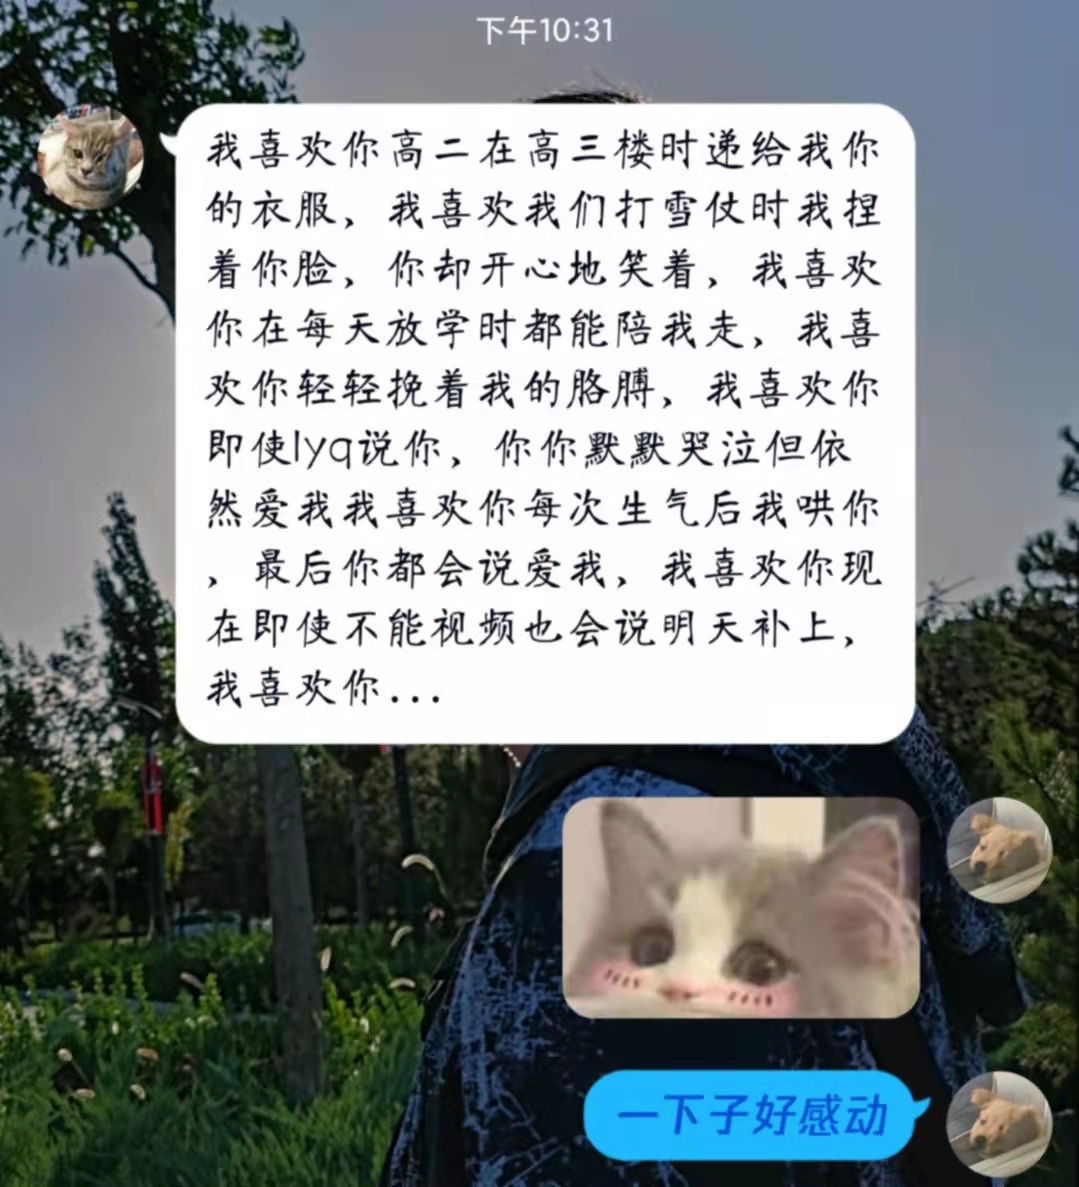 下午10:31
我喜欢你高二在高三楼时递给我你
的衣服，我喜欢我们打雪仗时我捏
着你脸，你却开心地笑着，我喜欢
你在每天放学时都能陪我走，我喜
欢你轻轻挽着我的胳膊，我喜欢你
即使lyq说你，你你默默哭泣但依
然爱我我喜欢你每次生气后我哄你
，最后你都会说爱我，我喜欢你现
在即使不能视频也会说明天补上，
我喜欢你...
一下子好感动